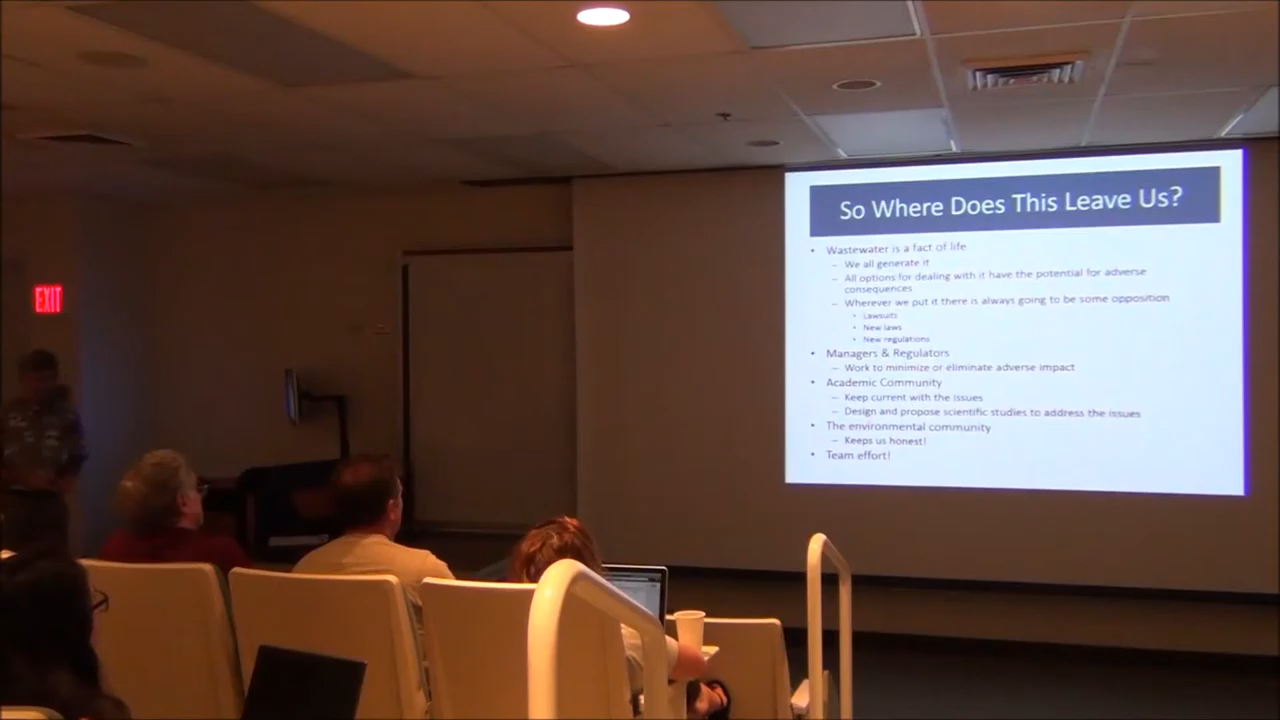 EXIT
So Where Does This Leave Us?
• Wastewater is a fact of life
– We all generate it
– All options for dealing with it have the potential for adverse
consequences
– Wherever we put it there is always going to be some opposition
• Lawsuits
• New laws
• New regulations
• Managers & Regulators
– Work to minimize or eliminate adverse impact
• Academic Community
– Keep current with the issues
– Design and propose scientific studies to address the issues
• The environmental community
– Keeps us honest!
• Team effort!